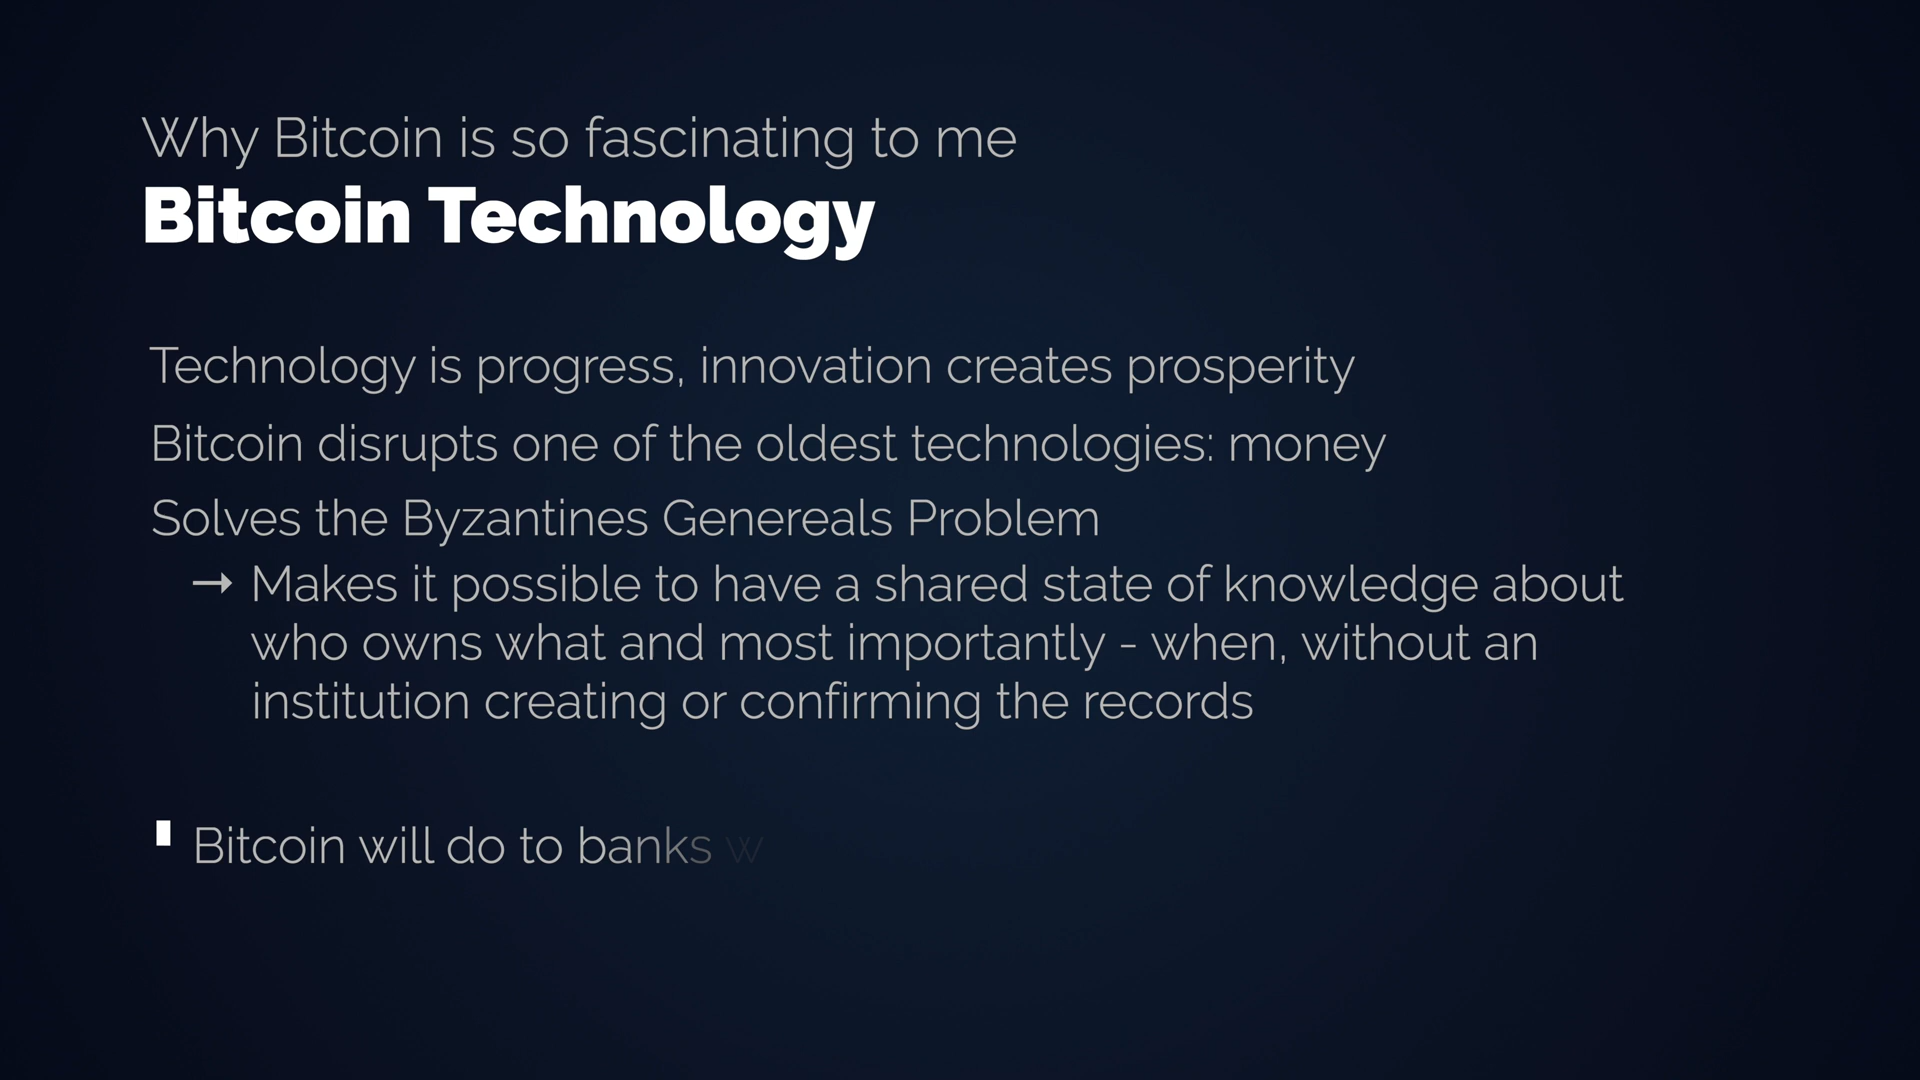 Why Bitcoin is so fascinating to me
Bitcoin Technology
Technology is progress, innovation creates prosperity
Bitcoin disrupts one of the oldest technologies: money
Solves the Byzantines Genereals Problem
→ Makes it possible to have a shared state of knowledge about
who owns what and most importantly - when, without an
institution creating or confirming the records
Bitcoin will do to banks w